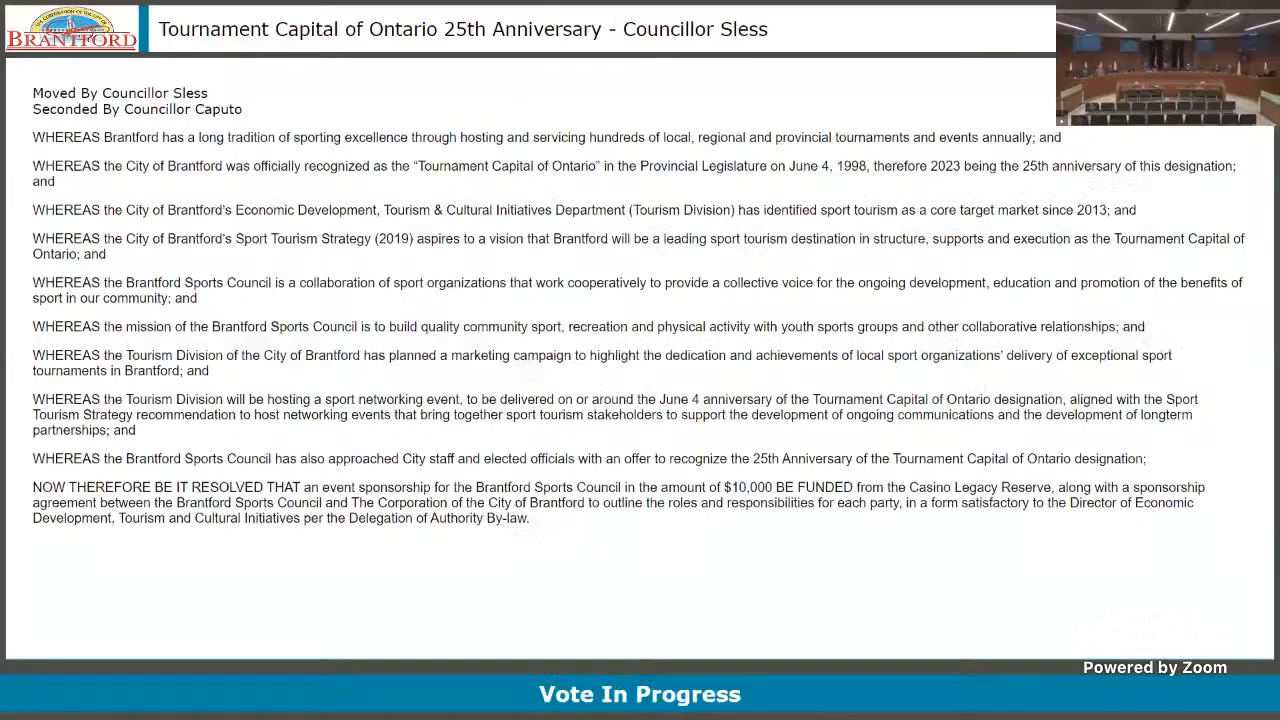 THE CORPORATION OF THE CITY OF
BRANTFORD
Tournament Capital of Ontario 25th Anniversary - Councillor Sless
Moved By Councillor Sless
Seconded By Councillor Caputo
WHEREAS Brantford has a long tradition of sporting excellence through hosting and servicing hundreds of local, regional and provincial tournaments and events annually; and
WHEREAS the City of Brantford was officially recognized as the “Tournament Capital of Ontario” in the Provincial Legislature on June 4, 1998, therefore 2023 being the 25th anniversary of this designation;
and
WHEREAS the City of Brantford’s Economic Development, Tourism & Cultural Initiatives Department (Tourism Division) has identified sport tourism as a core target market since 2013; and
WHEREAS the City of Brantford’s Sport Tourism Strategy (2019) aspires to a vision that Brantford will be a leading sport tourism destination in structure, supports and execution as the Tournament Capital of
Ontario; and
WHEREAS the Brantford Sports Council is a collaboration of sport organizations that work cooperatively to provide a collective voice for the ongoing development, education and promotion of the benefits of
sport in our community; and
WHEREAS the mission of the Brantford Sports Council is to build quality community sport, recreation and physical activity with youth sports groups and other collaborative relationships; and
WHEREAS the Tourism Division of the City of Brantford has planned a marketing campaign to highlight the dedication and achievements of local sport organizations’ delivery of exceptional sport
tournaments in Brantford; and
WHEREAS the Tourism Division will be hosting a sport networking event, to be delivered on or around the June 4 anniversary of the Tournament Capital of Ontario designation, aligned with the Sport
Tourism Strategy recommendation to host networking events that bring together sport tourism stakeholders to support the development of ongoing communications and the development of longterm
partnerships; and
WHEREAS the Brantford Sports Council has also approached City staff and elected officials with an offer to recognize the 25th Anniversary of the Tournament Capital of Ontario designation;
NOW THEREFORE BE IT RESOLVED THAT an event sponsorship for the Brantford Sports Council in the amount of $10,000 BE FUNDED from the Casino Legacy Reserve, along with a sponsorship
agreement between the Brantford Sports Council and The Corporation of the City of Brantford to outline the roles and responsibilities for each party, in a form satisfactory to the Director of Economic
Development, Tourism and Cultural Initiatives per the Delegation of Authority By-law.
Powered by Zoom
Vote In Progress